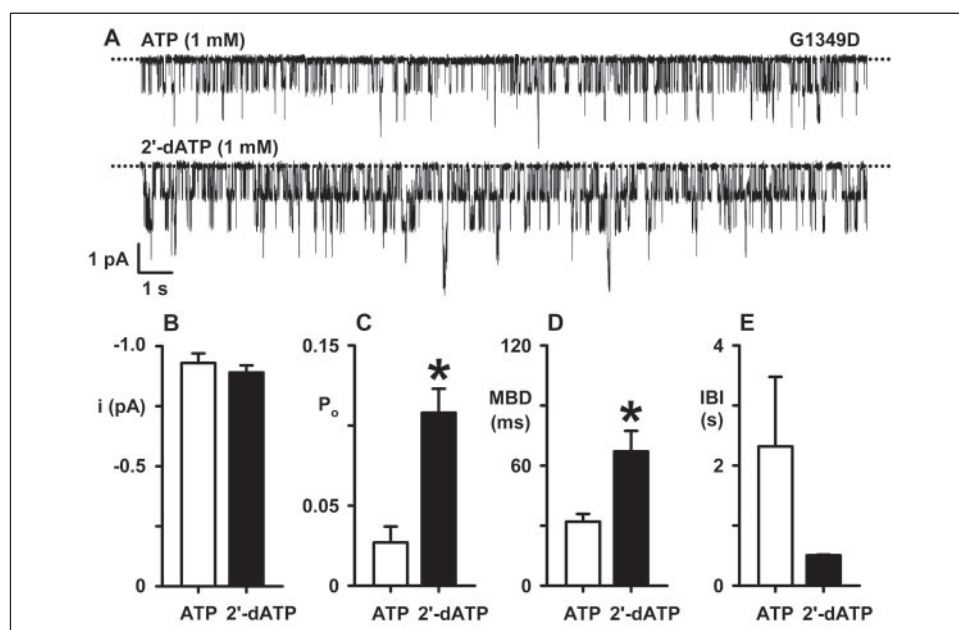 A
ATP (1 mM) G1349D
2'-dATP (1 mM)
1 pA
1 s
B C D E
-1.0 0.15 120 4
i (pA) Po MBD (ms) IBI (s)
-0.5 60 2
0.05
0 0 0 0
ATP 2'-dATP ATP 2'-dATP ATP 2'-dATP ATP 2'-dATP
* *